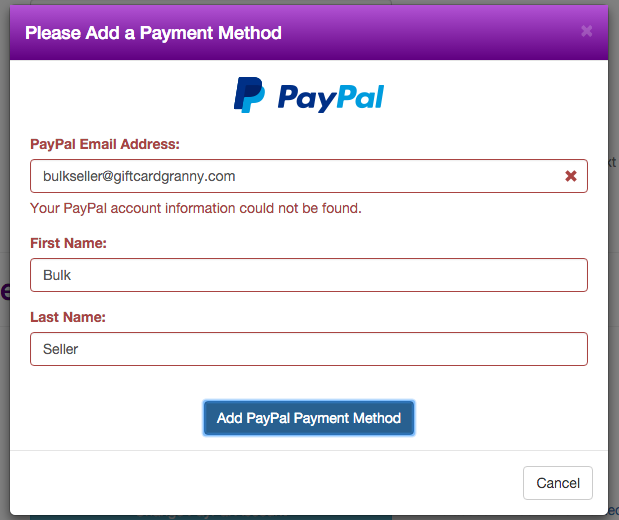 Please Add a Payment Method ×
PayPal
PayPal Email Address:
bulkseller@giftcardgranny.com
Your PayPal account information could not be found.
First Name:
Bulk
Last Name:
Seller
Add PayPal Payment Method
Cancel